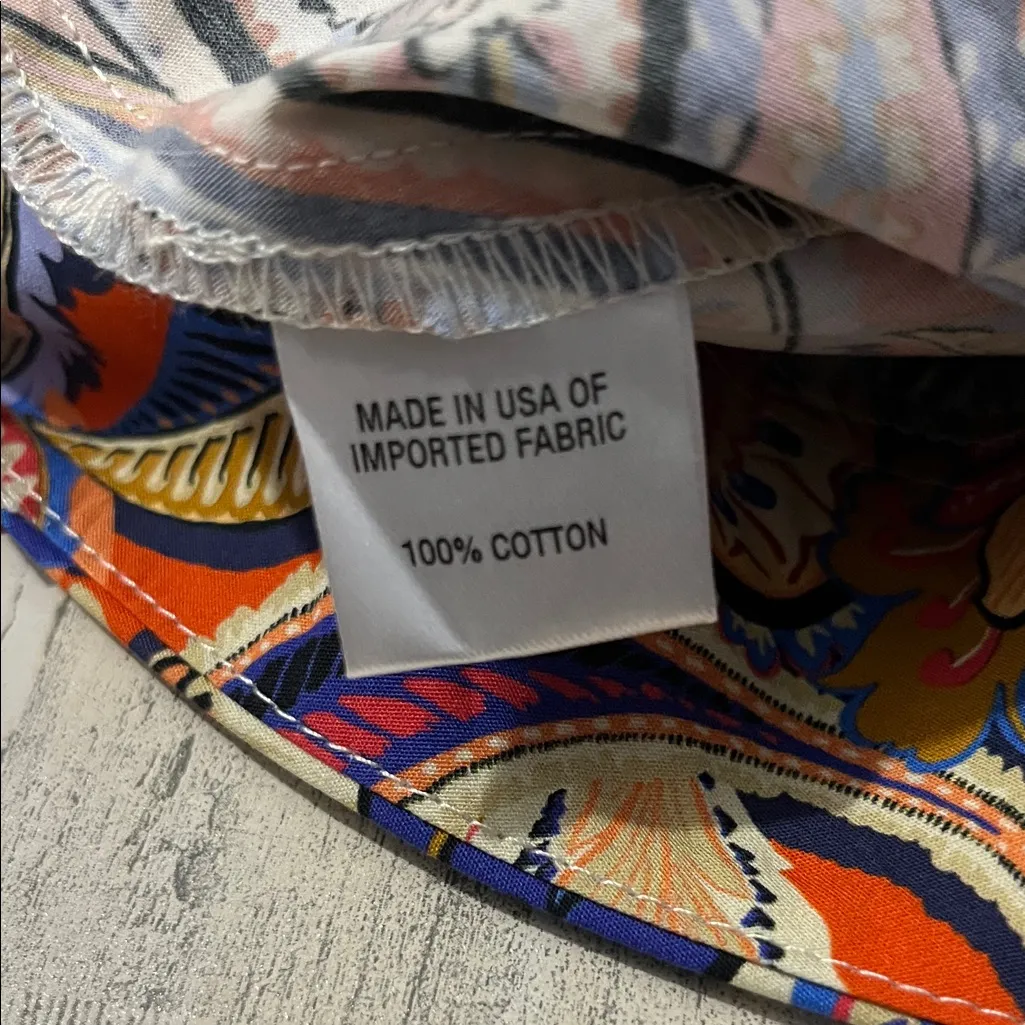 MADE IN USA OF
IMPORTED FABRIC
100% COTTON